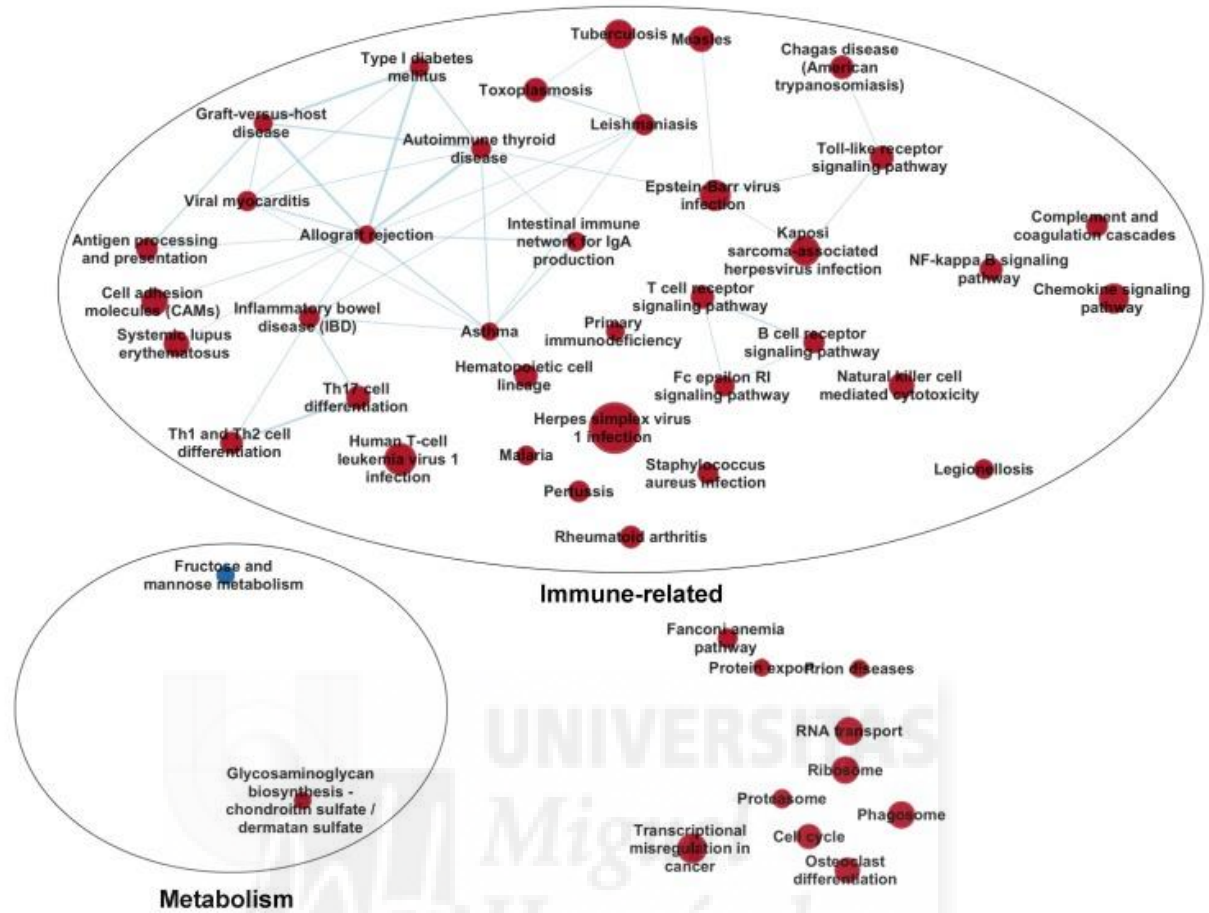 Tuberculosis
Measles
Chagas disease
(American
trypanosomiasis)
Type I diabetes
mellitus
Toxoplasmosis
Graft-versus-host
disease
Leishmaniasis
Autoimmune thyroid
disease
Toll-like receptor
signaling pathway
Epstein-Barr virus
infection
Viral myocarditis
Allograft rejection
Intestinal immune
network for IgA
production
Kaposi
sarcoma-associated
herpesvirus infection
Complement and
coagulation cascades
Antigen processing
and presentation
NF-kappa B signaling
pathway
Chemokine signaling
pathway
T cell receptor
signaling pathway
Cell adhesion
molecules (CAMs)
Inflammatory bowel
disease (IBD)
Asthma
Primary
immunodeficiency
Systemic lupus
erythematosus
B cell receptor
signaling pathway
Hematopoietic cell
lineage
Fc epsilon RI
signaling pathway
Natural killer cell
mediated cytotoxicity
Th17 cell
differentiation
Herpes simplex virus
1 infection
Th1 and Th2 cell
differentiation
Human T-cell
leukemia virus 1
infection
Malaria
Staphylococcus
aureus infection
Legionellosis
Pertussis
Rheumatoid arthritis
Immune-related
Fructose and
mannose metabolism
Glycosaminoglycan
biosynthesis -
chondroitin sulfate /
dermatan sulfate
Metabolism
Fanconi anemia
pathway
Protein export
Prion diseases
RNA transport
Ribosome
Proteasome
Phagosome
Cell cycle
Transcriptional
misregulation in
cancer
Osteoclast
differentiation
UNIVERSITAS
Miguel